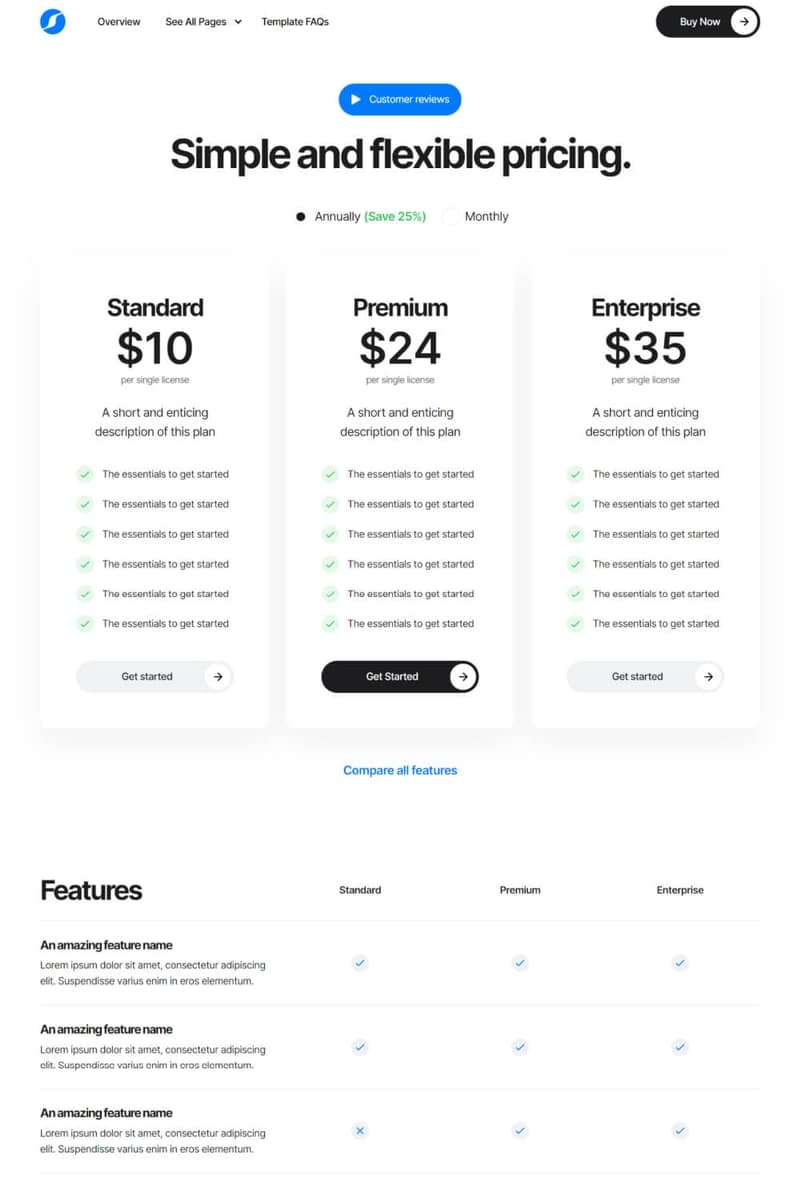 Overview
See All Pages
Template FAQs
Buy Now
Customer reviews
Simple and flexible pricing.
Annually (Save 25%)
Monthly
Standard
$10
per single license
A short and enticing
description of this plan
The essentials to get started
The essentials to get started
The essentials to get started
The essentials to get started
The essentials to get started
The essentials to get started
Get started
Premium
$24
per single license
A short and enticing
description of this plan
The essentials to get started
The essentials to get started
The essentials to get started
The essentials to get started
The essentials to get started
The essentials to get started
Get Started
Enterprise
$35
per single license
A short and enticing
description of this plan
The essentials to get started
The essentials to get started
The essentials to get started
The essentials to get started
The essentials to get started
The essentials to get started
Get started
Compare all features
Features
Standard
Premium
Enterprise
An amazing feature name
Lorem ipsum dolor sit amet, consectetur adipiscing
elit. Suspendisse varius enim in eros elementum.
An amazing feature name
Lorem ipsum dolor sit amet, consectetur adipiscing
elit. Suspendisse varius enim in eros elementum.
An amazing feature name
Lorem ipsum dolor sit amet, consectetur adipiscing
elit. Suspendisse varius enim in eros elementum.